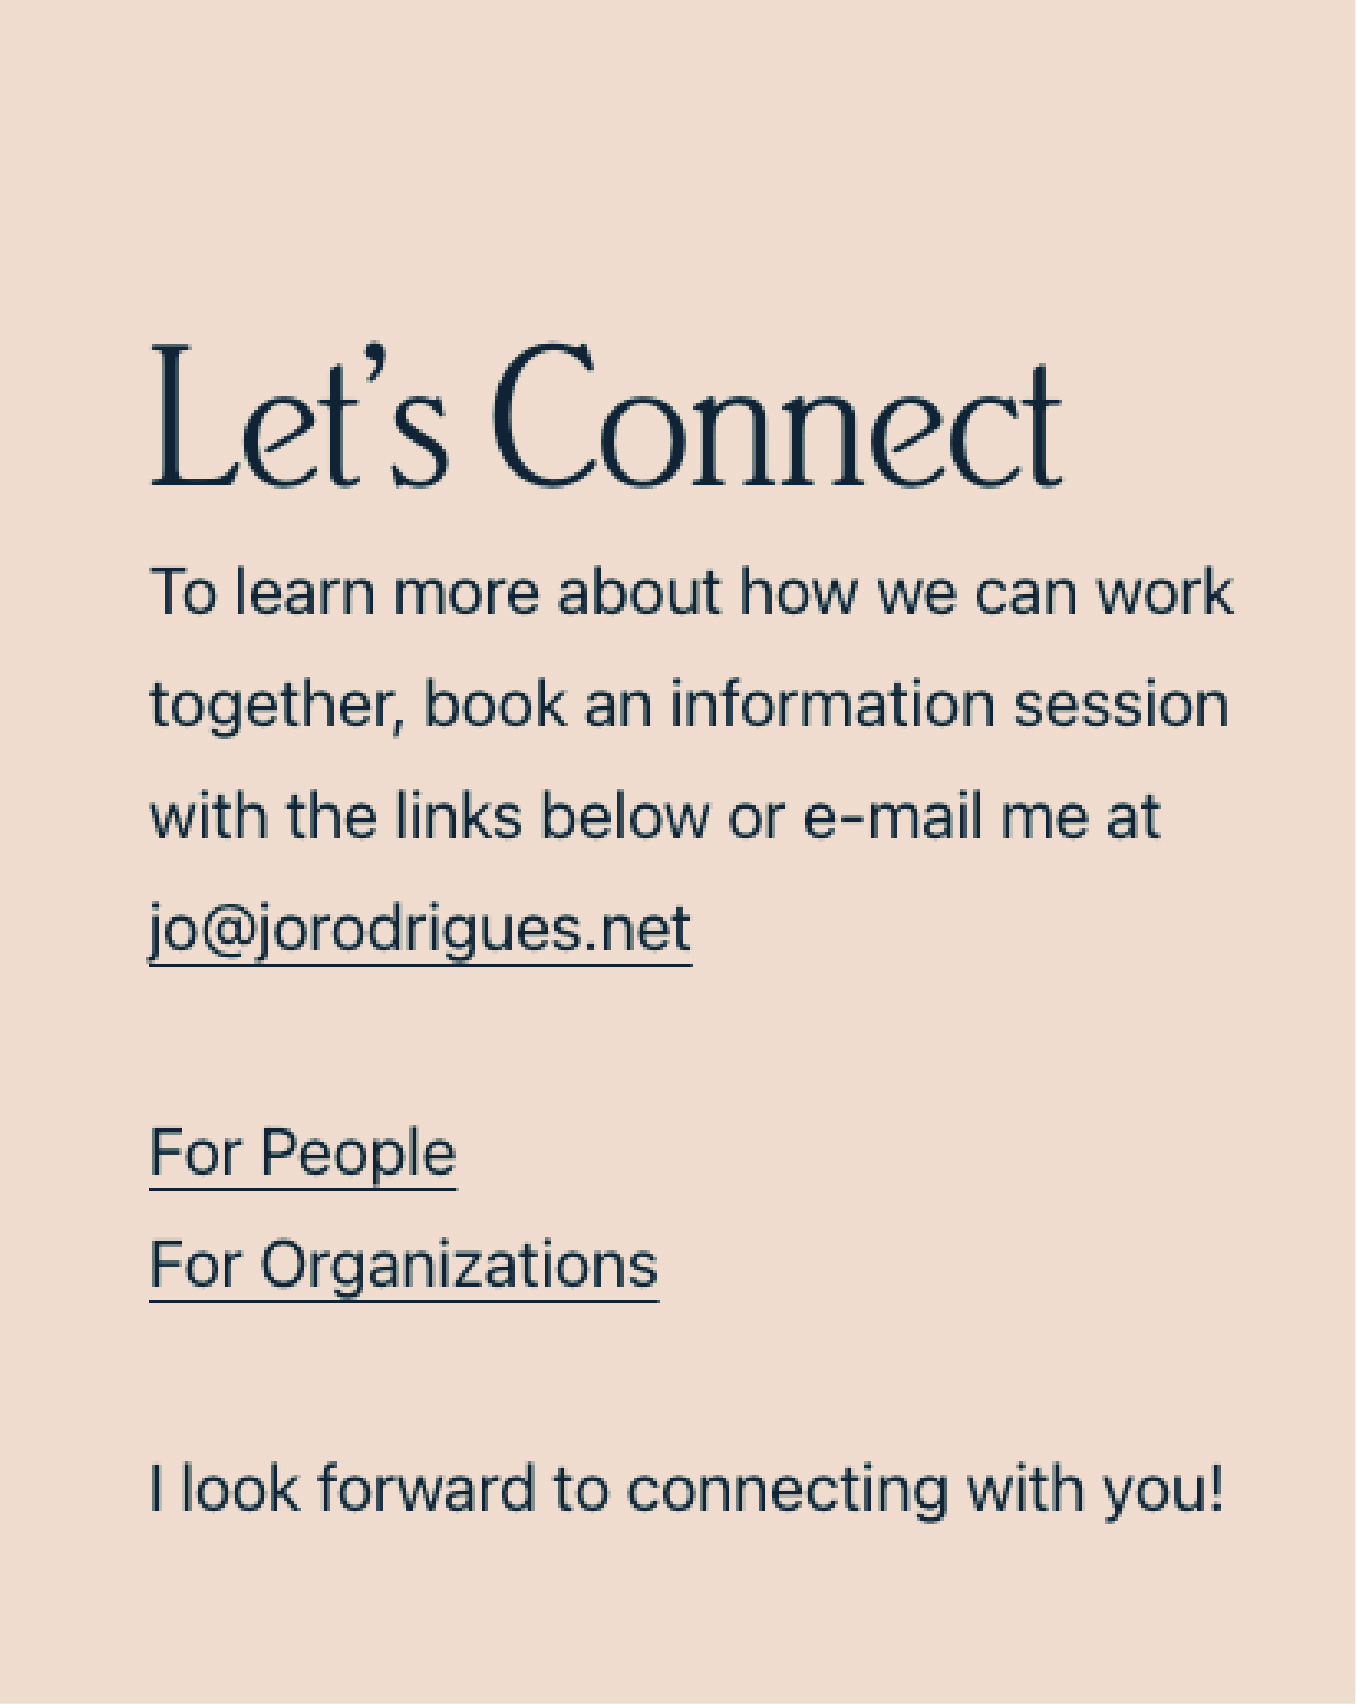 Let’s Connect
To learn more about how we can work
together, book an information session
with the links below or e-mail me at
jo@jorodrigues.net
For People
For Organizations
I look forward to connecting with you!